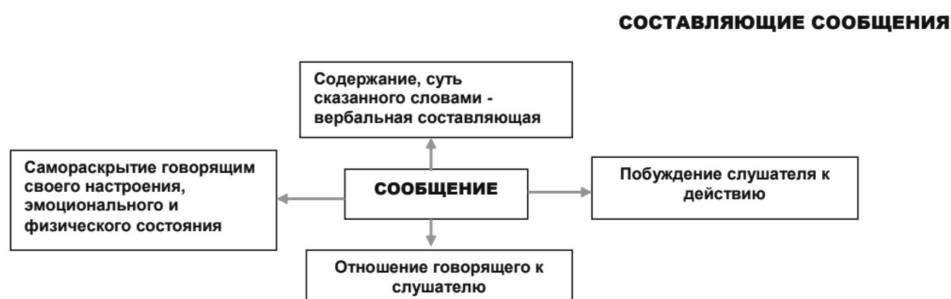 СОСТАВЛЯЮЩИЕ СООБЩЕНИЯ
Содержание, суть
сказанного словами -
вербальная составляющая
Самораскрытие говорящим
своего настроения,
эмоционального и
физического состояния
СООБЩЕНИЕ
Побуждение слушателя к
действию
Отношение говорящего к
слушателю